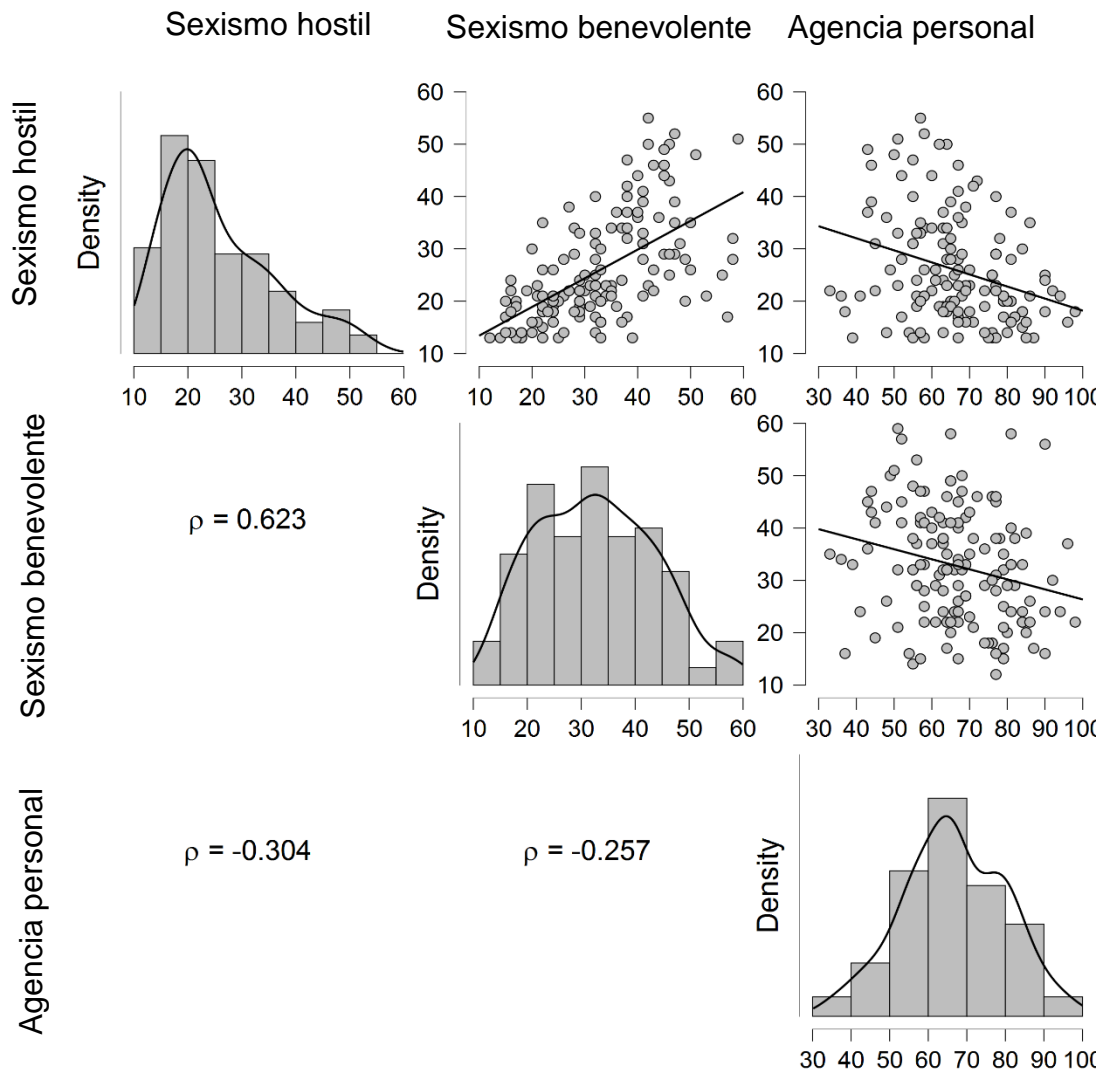 Sexismo hostil
Sexismo benevolente
Agencia personal
Sexismo hostil
Density
10 20 30 40 50 60
60
50
40
30
20
10
10 20 30 40 50 60
60
50
40
30
20
10
30 40 50 60 70 80 90 100
Sexismo benevolente
ρ = 0.623
Density
10 20 30 40 50 60
60
50
40
30
20
10
30 40 50 60 70 80 90 100
Agencia personal
ρ = -0.304
ρ = -0.257
Density
30 40 50 60 70 80 90 100